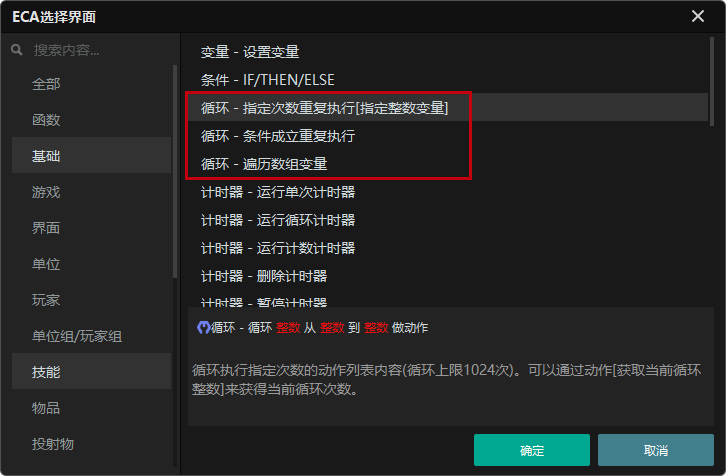 ECA选择界面
搜索内容...
全部
函数
基础
游戏
界面
单位
玩家
单位组/玩家组
技能
物品
投射物
变量 - 设置变量
条件 - IF/THEN/ELSE
循环 - 指定次数重复执行[指定整数变量]
循环 - 条件成立重复执行
循环 - 遍历数组变量
计时器 - 运行单次计时器
计时器 - 运行循环计时器
计时器 - 运行计数计时器
计时器 - 删除计时器
计时器 - 暂停计时器
循环 - 循环 整数 从 整数 到 整数 做动作
循环执行指定次数的动作列表内容(循环上限1024次)。可以通过动作[获取当前循环
整数]来获得当前循环次数。
确定
取消